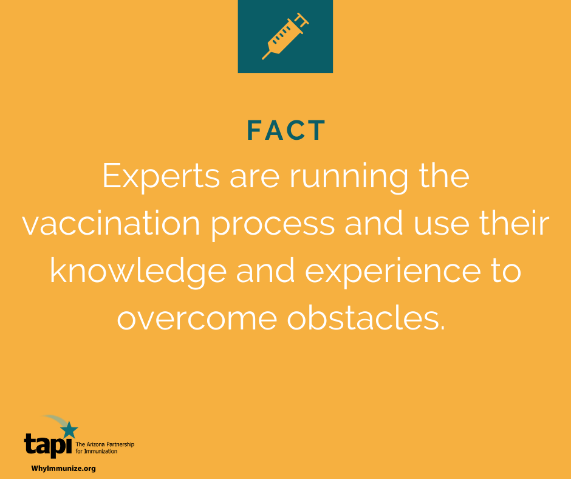 FACT
Experts are running the
vaccination process and use their
knowledge and experience to
overcome obstacles.
tapi
The Arizona Partnership
for Immunization
WhyImmunize.org